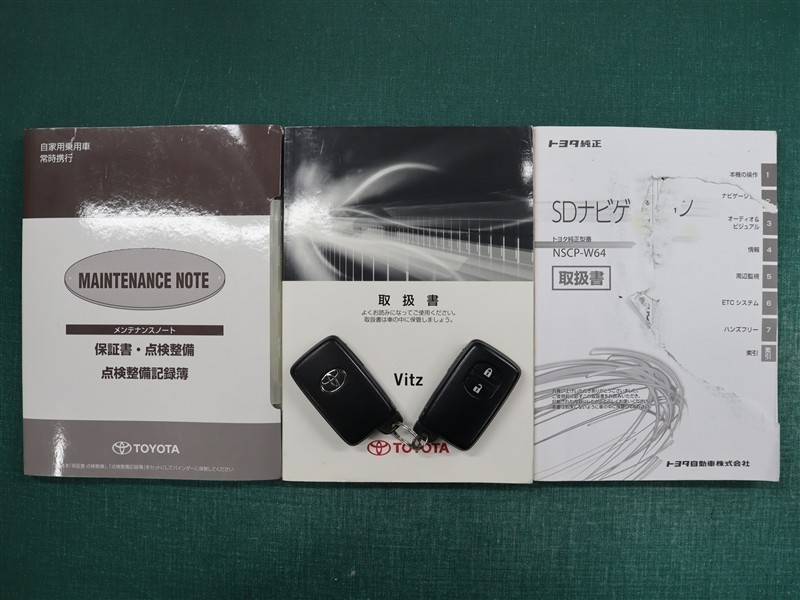 自家用乗用車
常時携行
MAINTENANCE NOTE
メンテナンスノート
保証書・点検整備
点検整備記録簿
TOYOTA
取扱書
よくお読みになってご使用ください。
取扱書は車の中に保管しましょう。
Vitz
TOYOTA
トヨタ純正
SDナビゲ
ン
トヨタ純正型番
NSCP-W64
取扱書
本機の操作 1
ナビゲーシ
オーディオ&
ビジュアル 3
情報 4
周辺監視 5
ETCシステム 6
ハンズフリー 7
索引 索引
トヨタ自動車株式会社